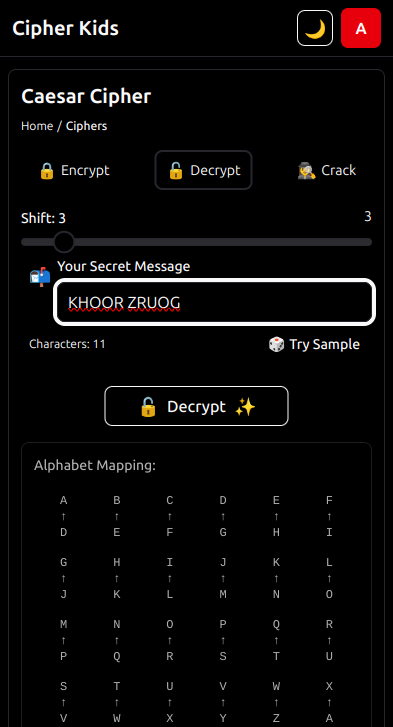 Cipher Kids
🌙 A
Caesar Cipher
Home / Ciphers
🔒 Encrypt 🔓 Decrypt 🕵️ Crack
Shift: 3 3
📬 Your Secret Message
KHOOR ZRUOG
Characters: 11 🎲 Try Sample
🔓 Decrypt ✨
Alphabet Mapping:
A B C D E F
↑ ↑ ↑ ↑ ↑ ↑
D E F G H I
G H I J K L
↑ ↑ ↑ ↑ ↑ ↑
J K L M N O
M N O P Q R
↑ ↑ ↑ ↑ ↑ ↑
P Q R S T U
S T U V W X
↑ ↑ ↑ ↑ ↑ ↑
V W X Y Z A